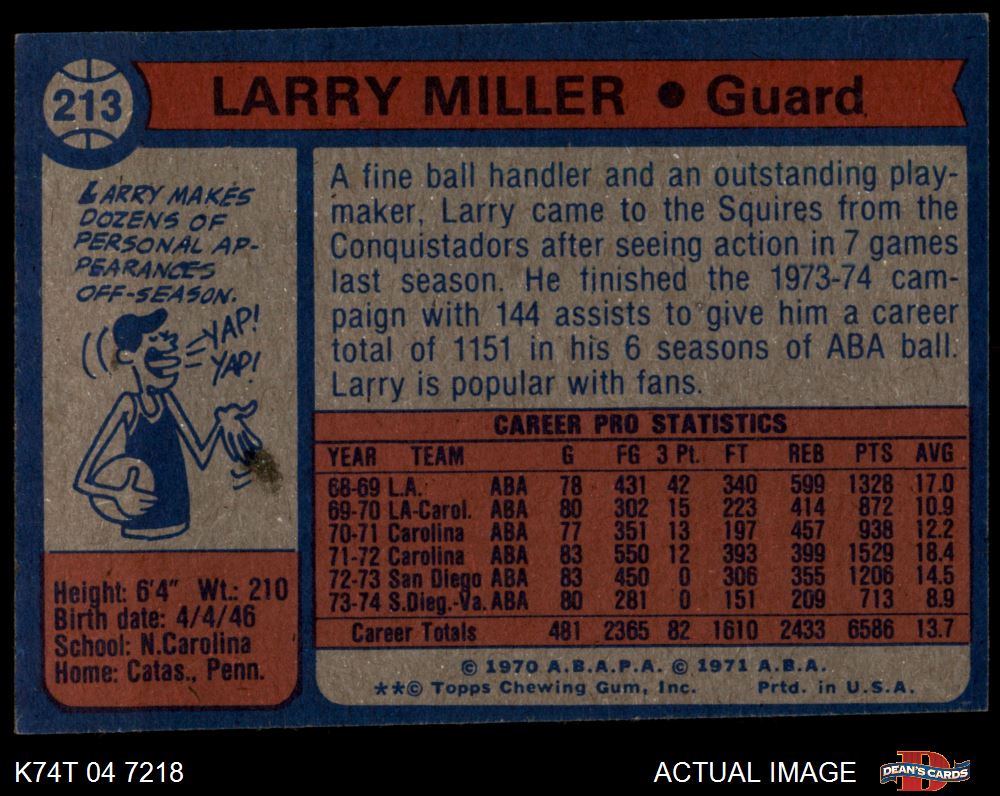 213
LARRY MILLER ● Guard
LARRY MAKES
DOZENS OF
PERSONAL AP-
PEARANCES
OFF-SEASON.
YAP!
YAP!
Height: 6'4" Wt.: 210
Birth date: 4/4/46
School: N.Carolina
Home: Catas., Penn.
A fine ball handler and an outstanding play-
maker, Larry came to the Squires from the
Conquistadors after seeing action in 7 games
last season. He finished the 1973-74 cam-
paign with 144 assists to give him a career
total of 1151 in his 6 seasons of ABA ball.
Larry is popular with fans.
CAREER PRO STATISTICS
YEAR TEAM G FG 3 Pt. FT REB PTS AVG
68-69 L.A. ABA 78 431 42 340 599 1328 17.0
69-70 LA-Carol. ABA 80 302 15 223 414 872 10.9
70-71 Carolina ABA 77 351 13 197 457 938 12.2
71-72 Carolina ABA 83 550 12 393 399 1529 18.4
72-73 San Diego ABA 83 450 0 306 355 1206 14.5
73-74 S.Dieg.-Va. ABA 80 281 0 151 209 713 8.9
Career Totals 481 2365 82 1610 2433 6586 13.7
© 1970 A.B.A.P.A. © 1971 A.B.A.
**© Topps Chewing Gum, Inc. Prtd. in U.S.A.
K74T 04 7218
ACTUAL IMAGE
D
DEAN'S CARDS